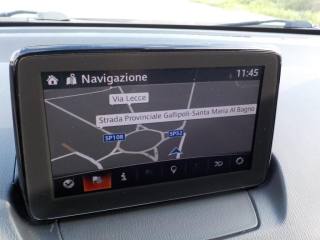 Navigazione
11:45
Via Lecce
Strada Provinciale Gallipoli-Santa Maria Al Bagno
SP108
SP52